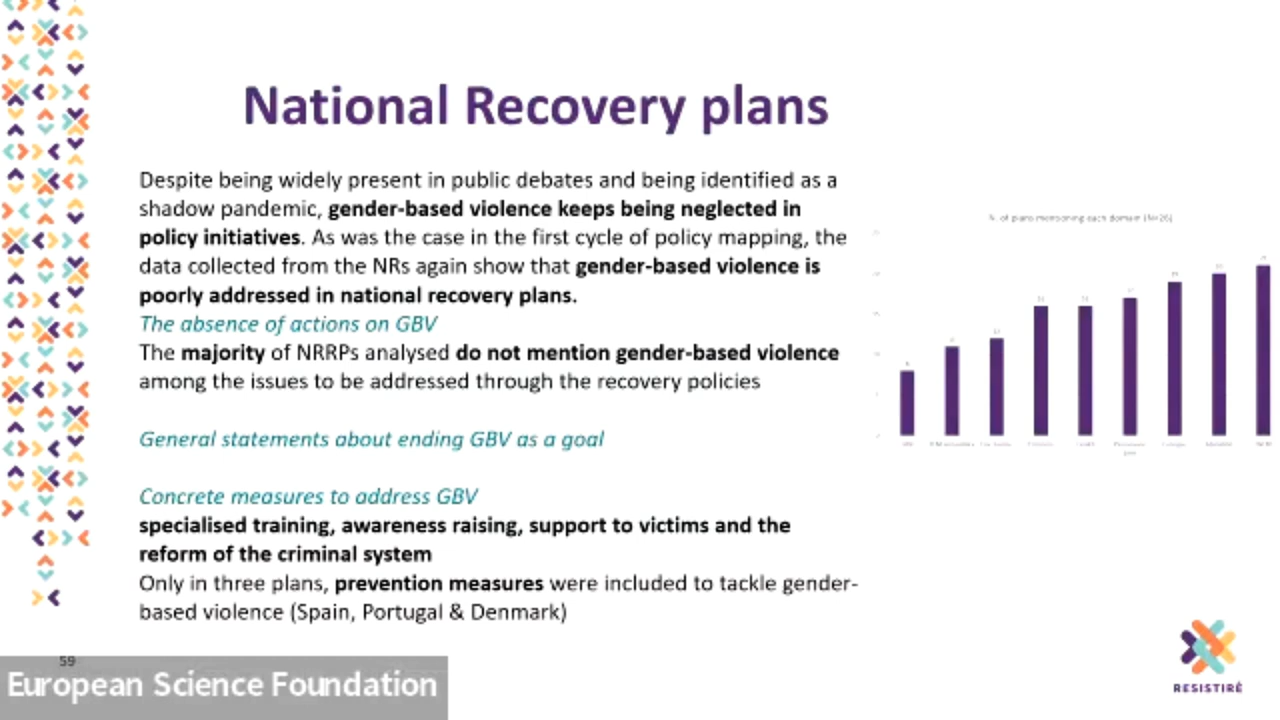 National Recovery plans
Despite being widely present in public debates and being identified as a
shadow pandemic, gender-based violence keeps being neglected in
policy initiatives. As was the case in the first cycle of policy mapping, the
data collected from the NRs again show that gender-based violence is
poorly addressed in national recovery plans.
The absence of actions on GBV
The majority of NRRPs analysed do not mention gender-based violence
among the issues to be addressed through the recovery policies
General statements about ending GBV as a goal
Concrete measures to address GBV
specialised training, awareness raising, support to victims and the
reform of the criminal system
Only in three plans, prevention measures were included to tackle gender-
based violence (Spain, Portugal & Denmark)
N. of plans mentioning each domain (N=26)
59
European Science Foundation
RESISTIRÉ